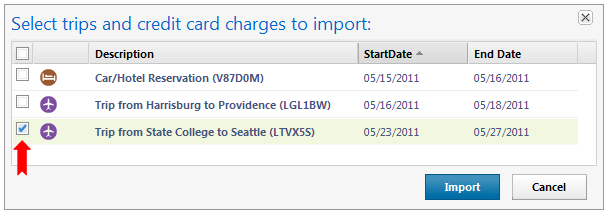 Select trips and credit card charges to import:
Description StartDate End Date
Car/Hotel Reservation (V87D0M) 05/15/2011 05/16/2011
Trip from Harrisburg to Providence (LGL1BW) 05/16/2011 05/18/2011
Trip from State College to Seattle (LTVX5S) 05/23/2011 05/27/2011
Import Cancel